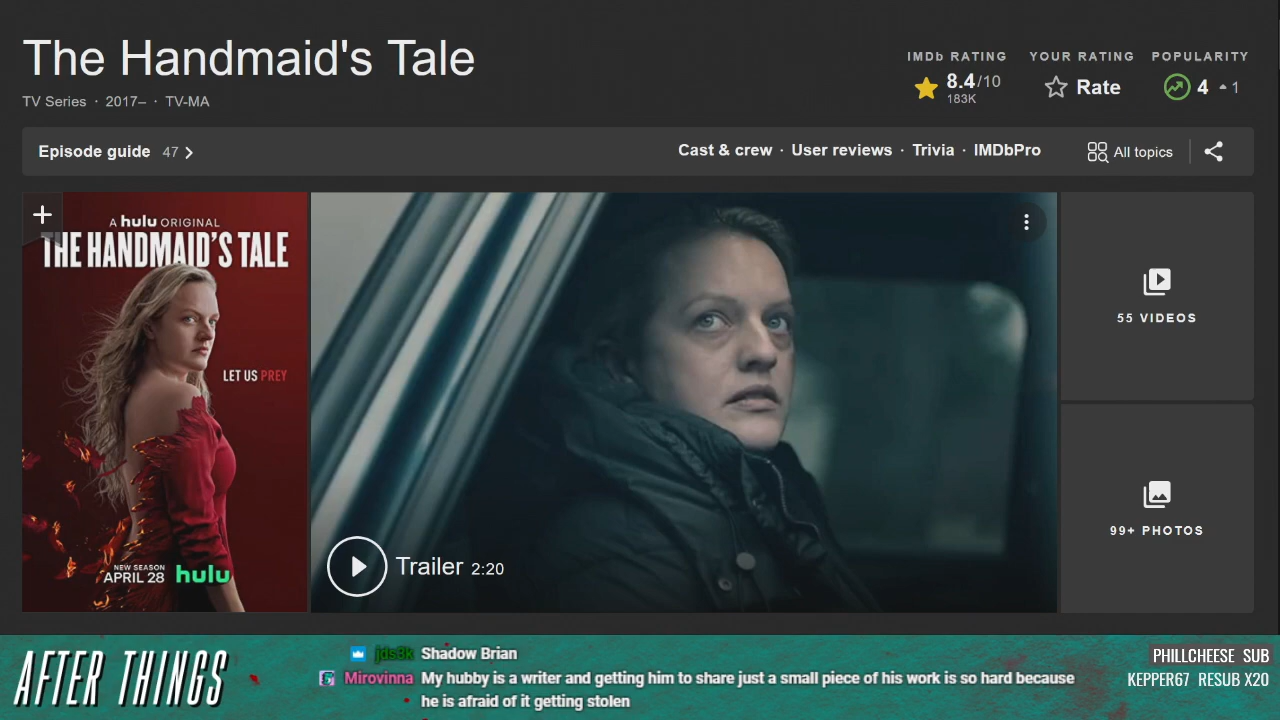 The Handmaid's Tale
TV Series · 2017– · TV-MA
IMDb RATING
8.4/10
183K
YOUR RATING
Rate
POPULARITY
4
1
Episode guide 47
Cast & crew · User reviews · Trivia · IMDbPro
All topics
A hulu ORIGINAL
THE HANDMAID'S TALE
LET US PREY
NEW SEASON
APRIL 28
hulu
Trailer 2:20
55 VIDEOS
99+ PHOTOS
AFTER THINGS
jds3k Shadow Brian
Mirovinna My hubby is a writer and getting him to share just a small piece of his work is so hard because
he is afraid of it getting stolen
PHILLCHEESE SUB
KEPPER67 RESUB X20